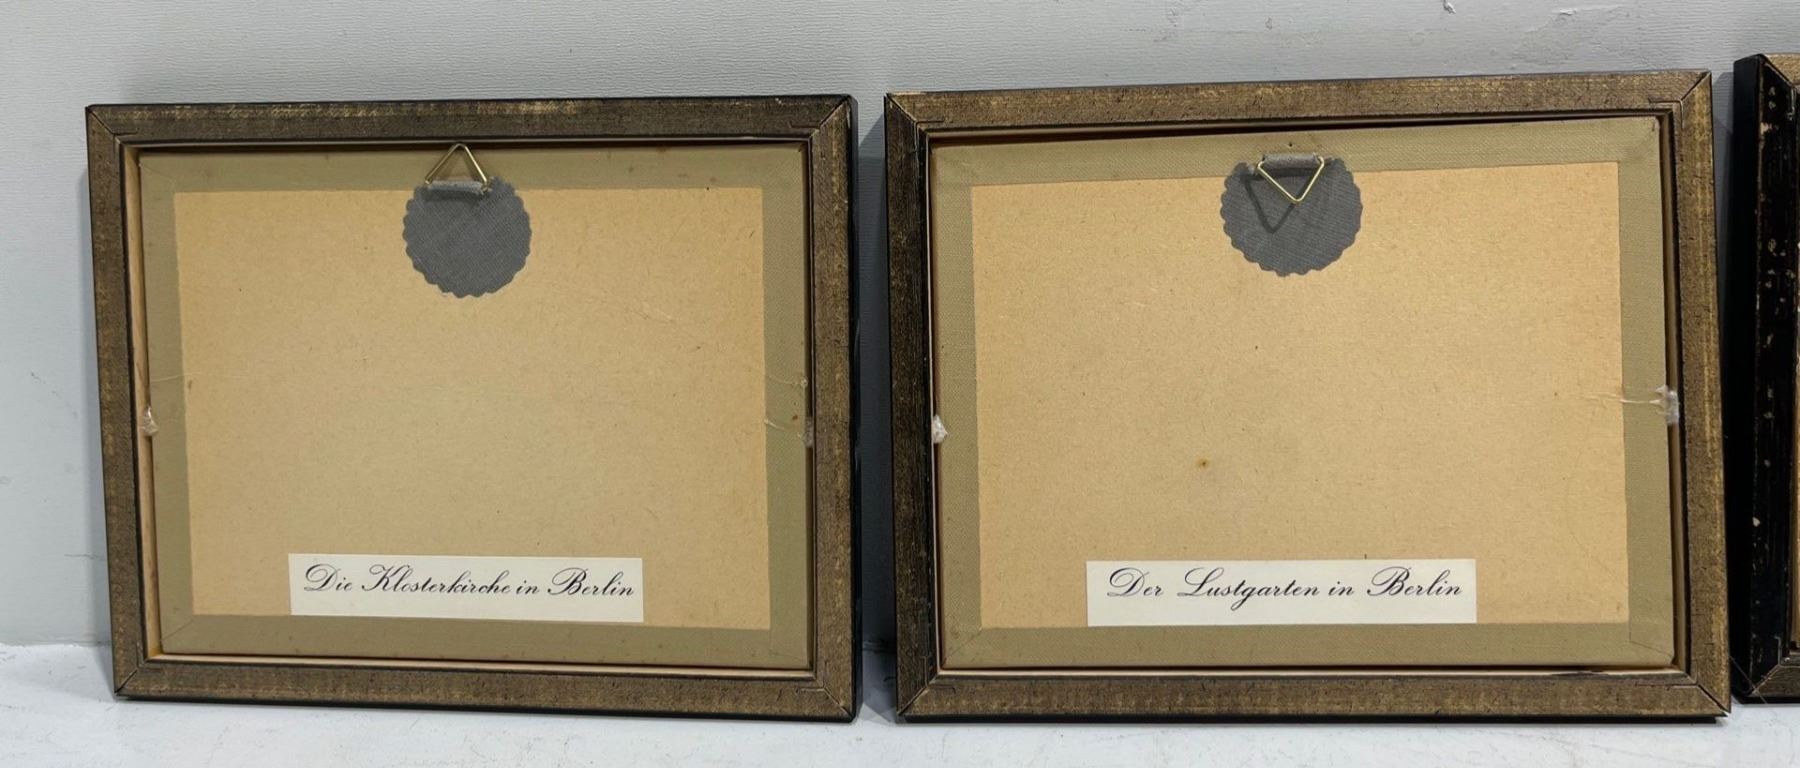 Die Klosterkirche in Berlin
Der Lustgarten in Berlin